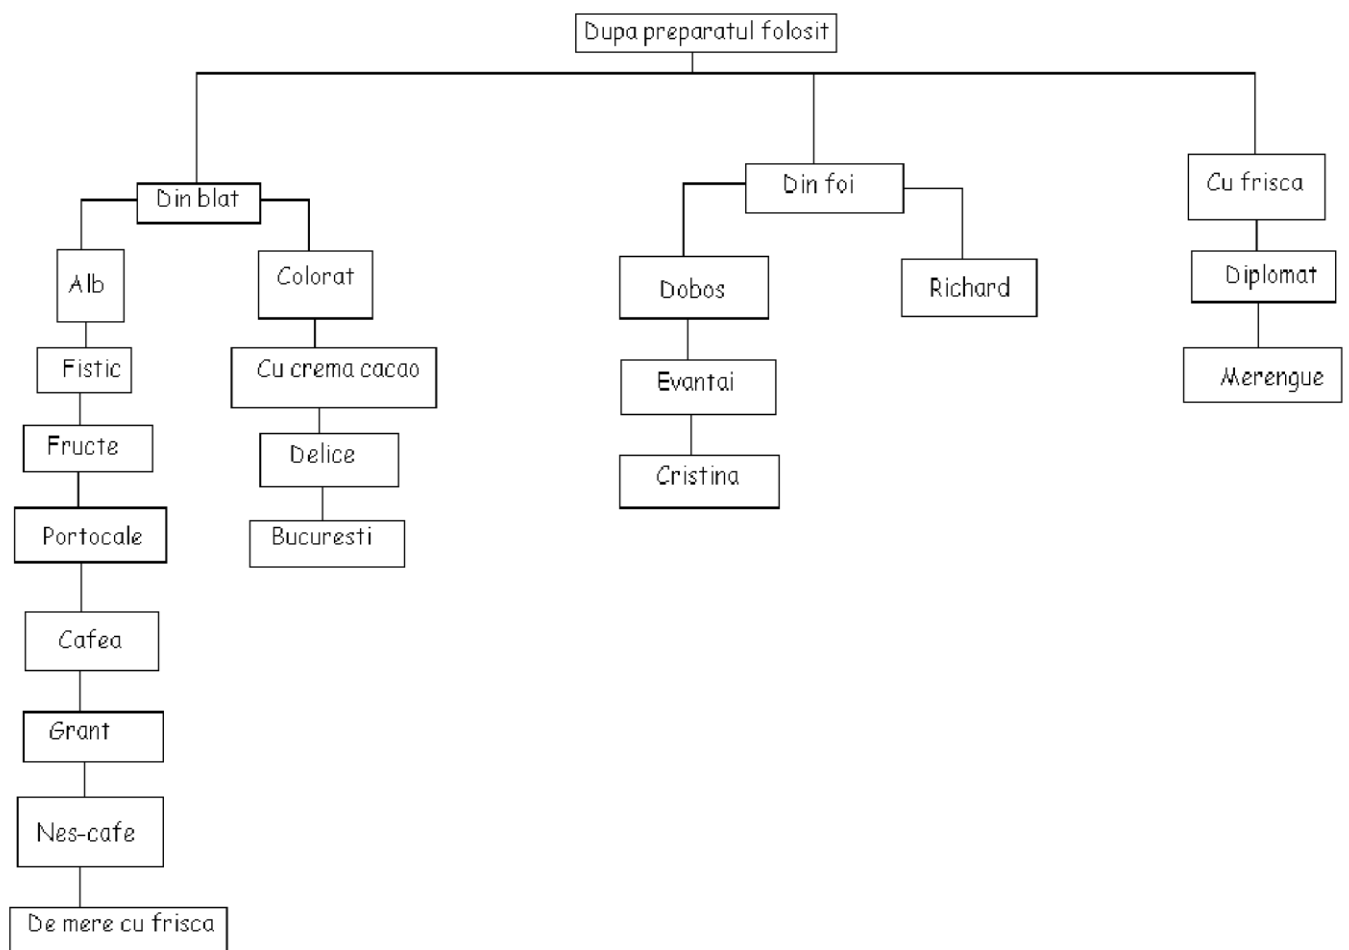 Dupa preparatul folosit
Din blat
Din foi
Cu frisca
Alb
Colorat
Dobos
Richard
Diplomat
Fistic
Cu crema cacao
Evantai
Merengue
Fructe
Delice
Cristina
Portocale
Bucuresti
Cafea
Grant
Nes-cafe
De mere cu frisca